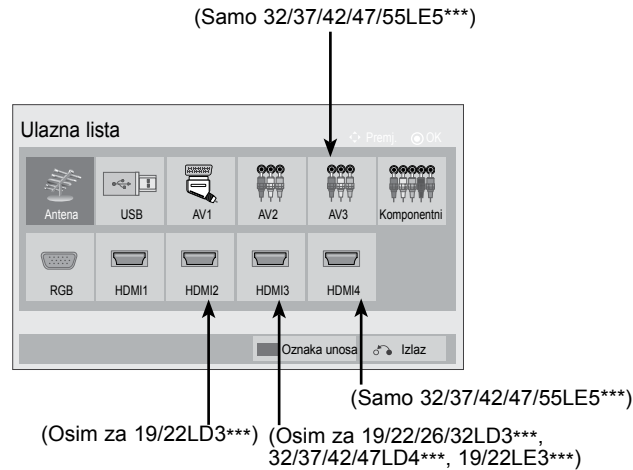 (Samo 32/37/42/47/55LE5***)
Ulazna lista
Premj. OK
Antena
USB
AV1
AV2
AV3
Komponentni
RGB
HDMI1
HDMI2
HDMI3
HDMI4
Oznaka unosa
Izlaz
(Samo 32/37/42/47/55LE5***)
(Osim za 19/22LD3***)
(Osim za 19/22/26/32LD3***,
32/37/42/47LD4***, 19/22LE3***)